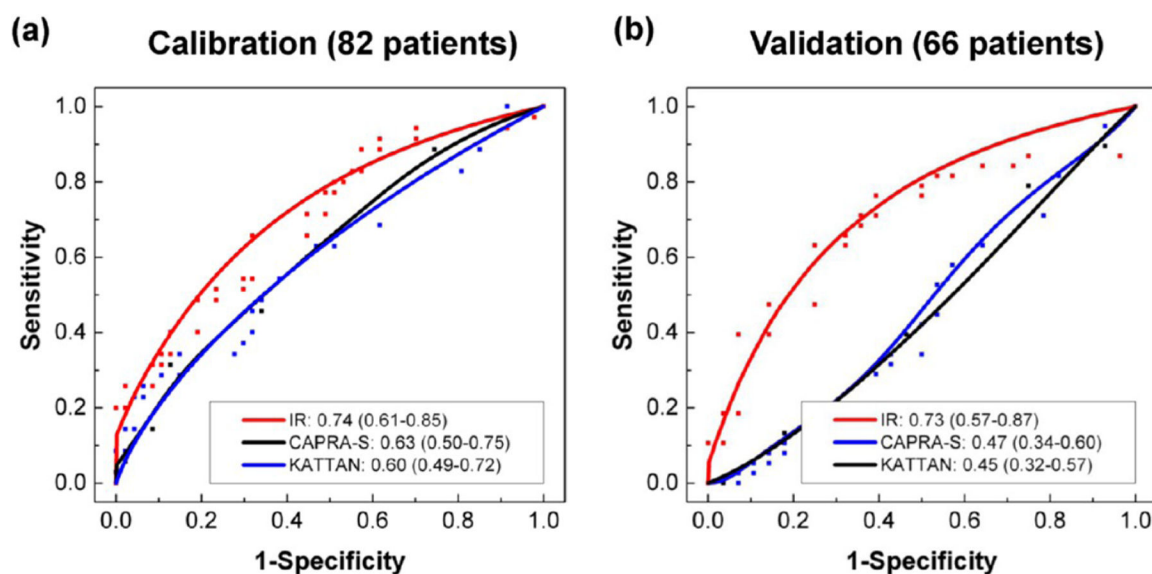 (a)
Calibration (82 patients)
Sensitivity
1.0
0.8
0.6
0.4
0.2
0.0
IR: 0.74 (0.61-0.85)
CAPRA-S: 0.63 (0.50-0.75)
KATTAN: 0.60 (0.49-0.72)
0.0 0.2 0.4 0.6 0.8 1.0
1-Specificity
(b)
Validation (66 patients)
Sensitivity
1.0
0.8
0.6
0.4
0.2
0.0
IR: 0.73 (0.57-0.87)
CAPRA-S: 0.47 (0.34-0.60)
KATTAN: 0.45 (0.32-0.57)
0.0 0.2 0.4 0.6 0.8 1.0
1-Specificity